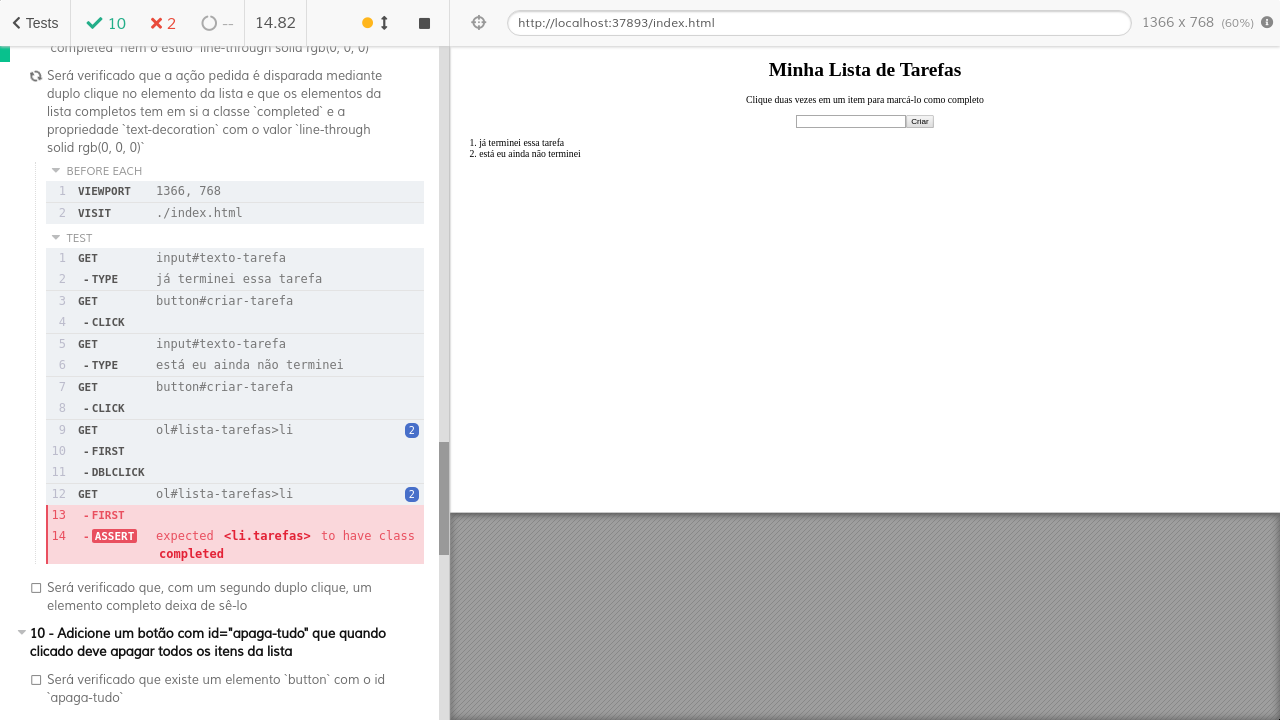 Tests
10
2
--
14.82
http://localhost:37893/index.html
1366 x 768 (60%)
`completed` nem o estilo `line-through solid rgb(0, 0, 0)`
Será verificado que a ação pedida é disparada mediante
duplo clique no elemento da lista e que os elementos da
lista completos tem em si a classe `completed` e a
propriedade `text-decoration` com o valor `line-through
solid rgb(0, 0, 0)`
BEFORE EACH
1 VIEWPORT 1366, 768
2 VISIT ./index.html
TEST
1 GET input#texto-tarefa
2 -TYPE já terminei essa tarefa
3 GET button#criar-tarefa
4 -CLICK
5 GET input#texto-tarefa
6 -TYPE está eu ainda não terminei
7 GET button#criar-tarefa
8 -CLICK
9 GET ol#lista-tarefas>li 2
10 -FIRST
11 -DBLCLICK
12 GET ol#lista-tarefas>li 2
13 -FIRST
14 -ASSERT expected <li.tarefas> to have class
completed
Será verificado que, com um segundo duplo clique, um
elemento completo deixa de sê-lo
10 - Adicione um botão com id="apaga-tudo" que quando
clicado deve apagar todos os itens da lista
Será verificado que existe um elemento `button` com o id
`apaga-tudo`
Minha Lista de Tarefas
Clique duas vezes em um item para marcá-lo como completo
Criar
1. já terminei essa tarefa
2. está eu ainda não terminei